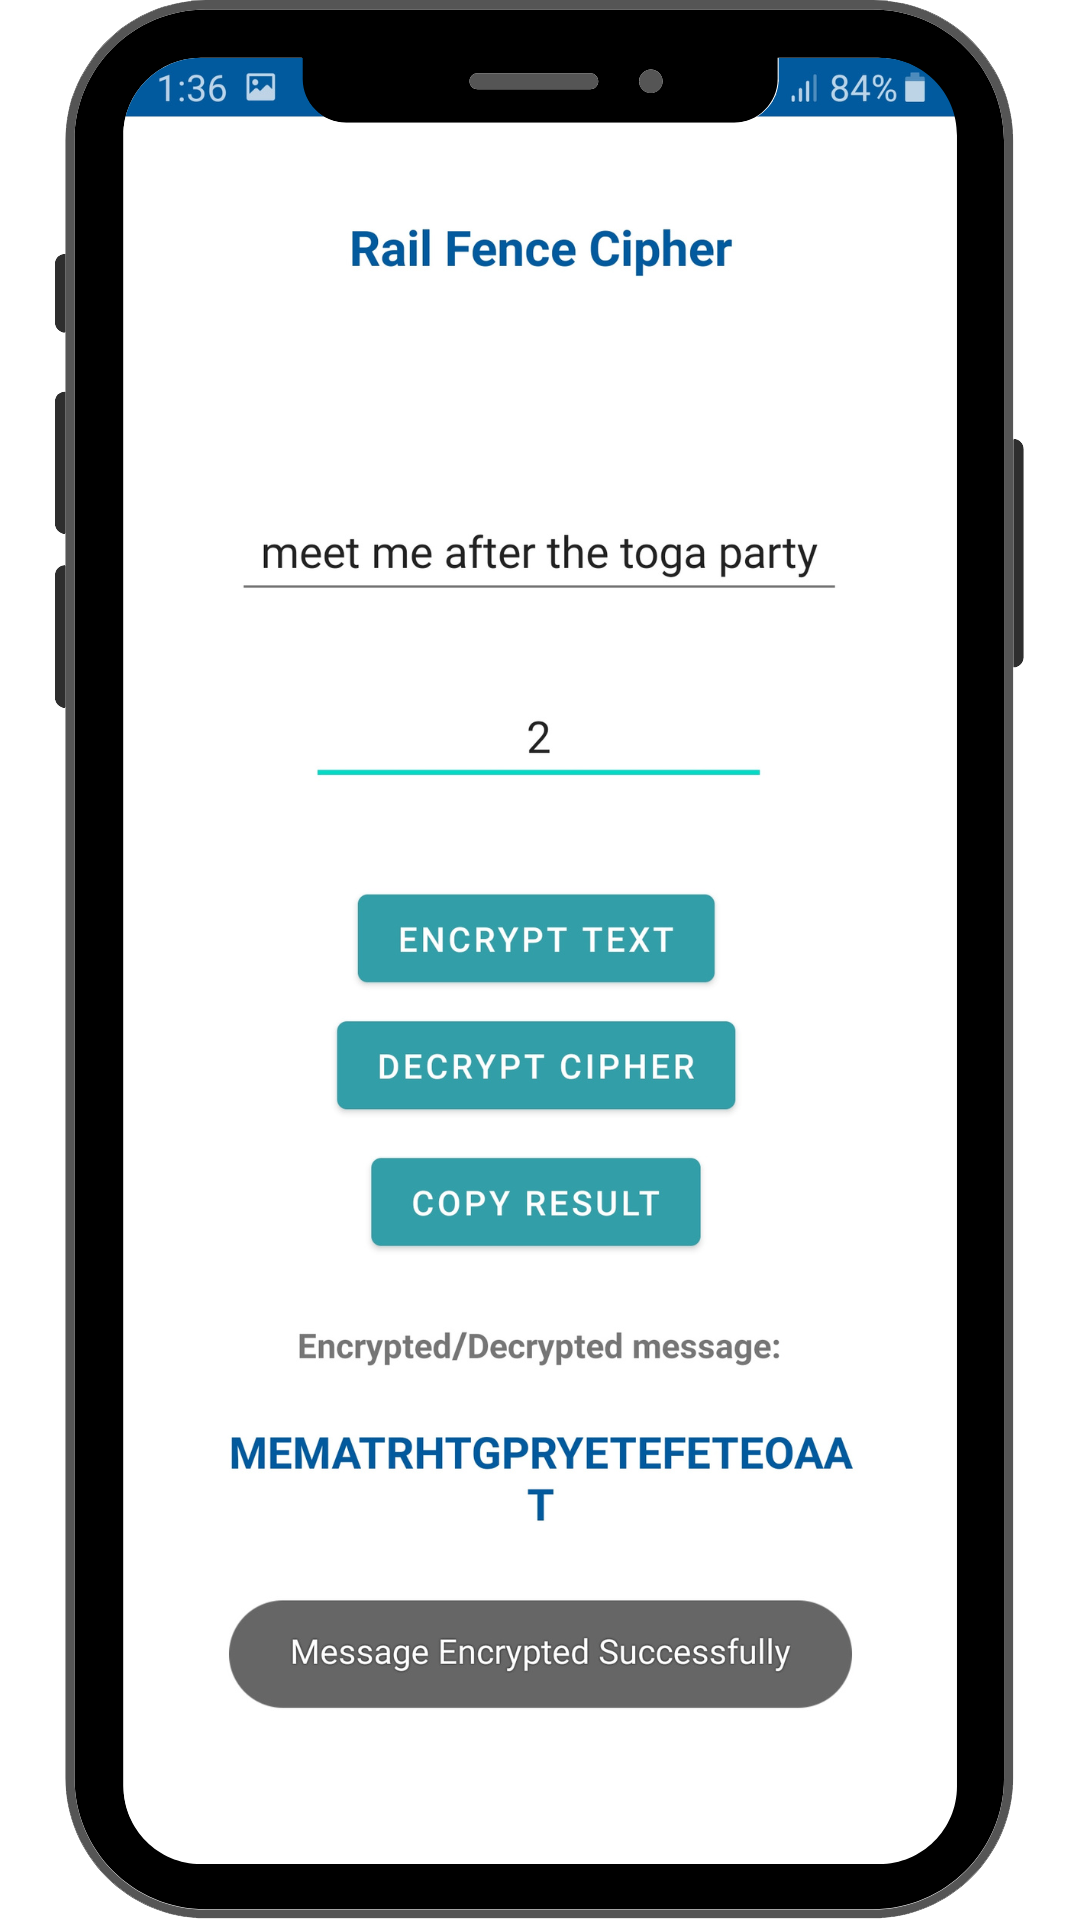 1:36 84%
Rail Fence Cipher
meet me after the toga party
2
ENCRYPT TEXT
DECRYPT CIPHER
COPY RESULT
Encrypted/Decrypted message:
MEMATRHTGPRYETEFETEOAA
T
Message Encrypted Successfully